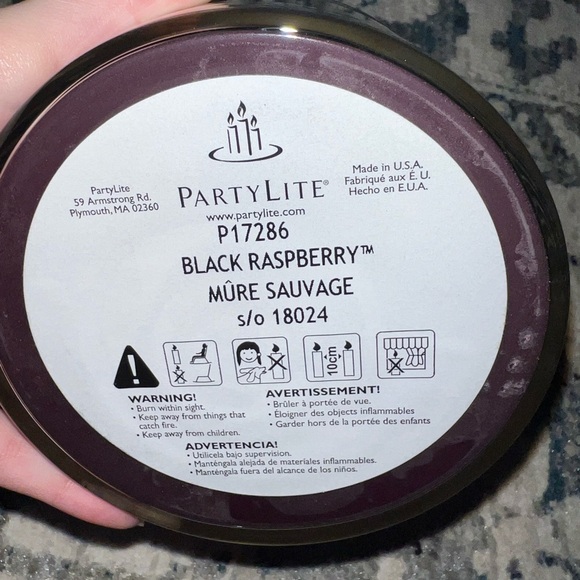 PartyLite
59 Armstrong Rd.
Plymouth, MA 02360
PARTYLITE®
www.partylite.com
Made in U.S.A.
Fabriqué aux É. U.
Hecho en E.U.A.
P17286
BLACK RASPBERRY™
MÛRE SAUVAGE
s/o 18024
10cm
WARNING!
• Burn within sight.
• Keep away from things that
catch fire.
• Keep away from children.
AVERTISSEMENT!
• Brûler à portée de vue.
• Éloigner des objects inflammables
• Garder hors de la portée des enfants
ADVERTENCIA!
• Utilicela bajo supervision.
• Manténgala alejada de materiales inflammables.
• Manténgala fuera del alcance de los niños.